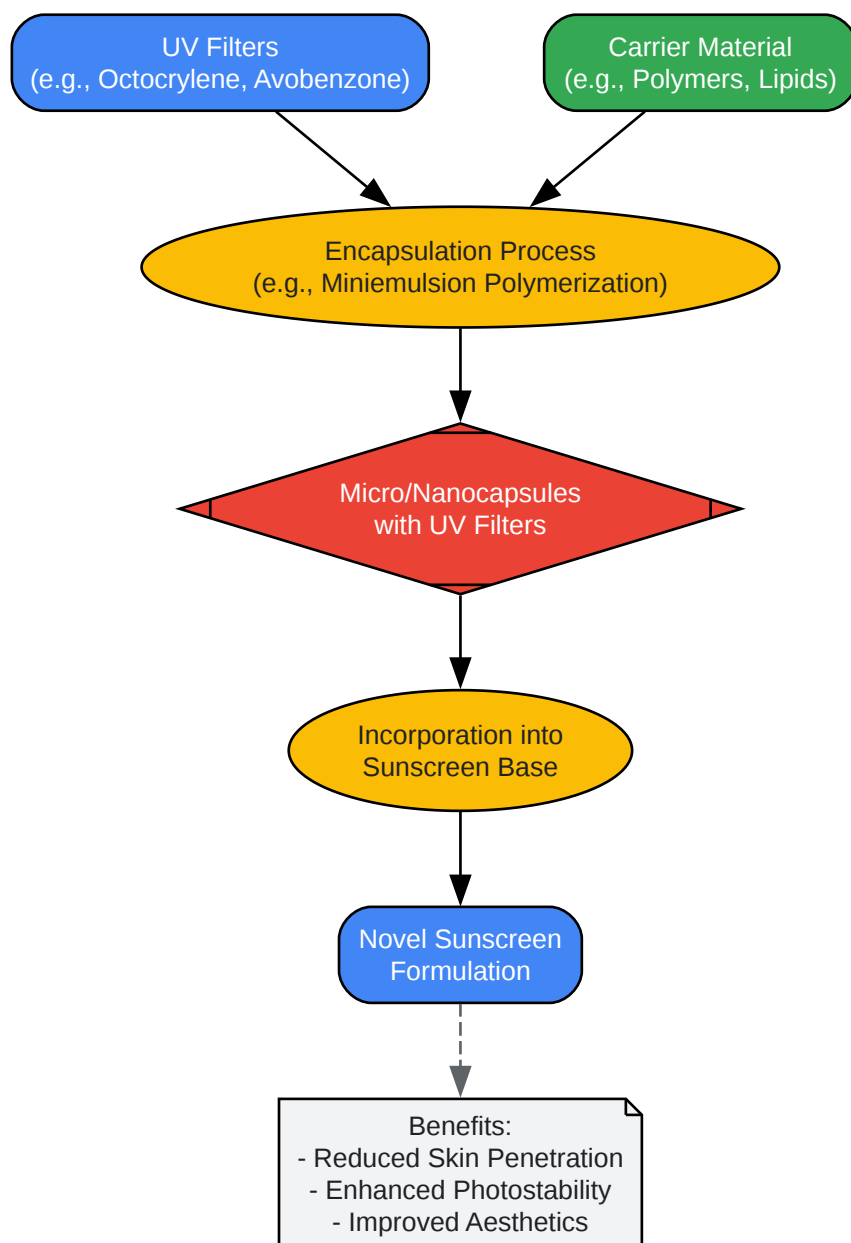 UV Filters
(e.g., Octocrylene, Avobenzone)
Carrier Material
(e.g., Polymers, Lipids)
Encapsulation Process
(e.g., Miniemulsion Polymerization)
Micro/Nanocapsules
with UV Filters
Incorporation into
Sunscreen Base
Novel Sunscreen
Formulation
Benefits:
- Reduced Skin Penetration
- Enhanced Photostability
- Improved Aesthetics